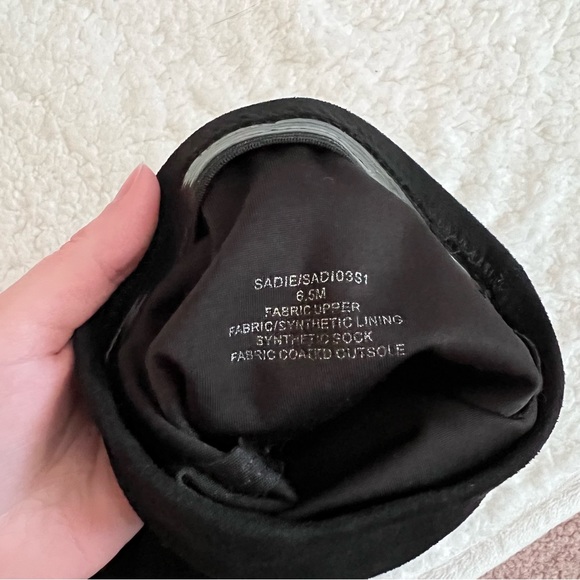 SADIE/SADI03S1
6.5M
FABRIC UPPER
FABRIC/SYNTHETIC LINING
SYNTHETIC SOCK
FABRIC COATED OUTSOLE